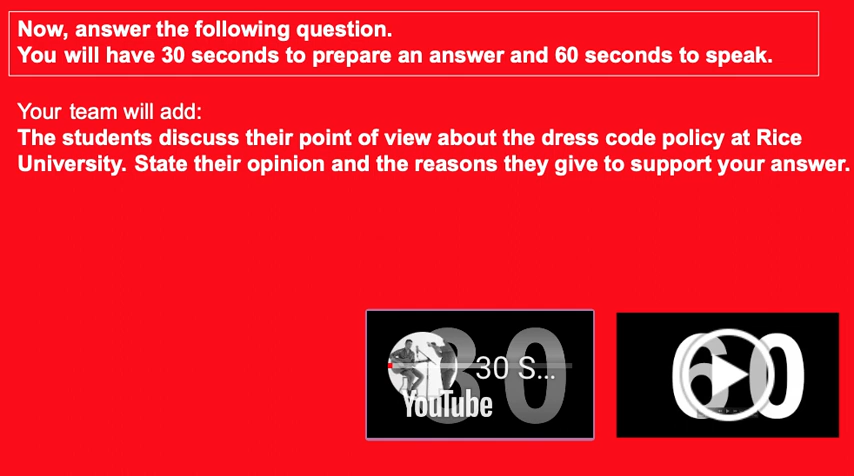 Now, answer the following question.
You will have 30 seconds to prepare an answer and 60 seconds to speak.
Your team will add:
The students discuss their point of view about the dress code policy at Rice
University. State their opinion and the reasons they give to support your answer.
30
30 S...
YouTube
60